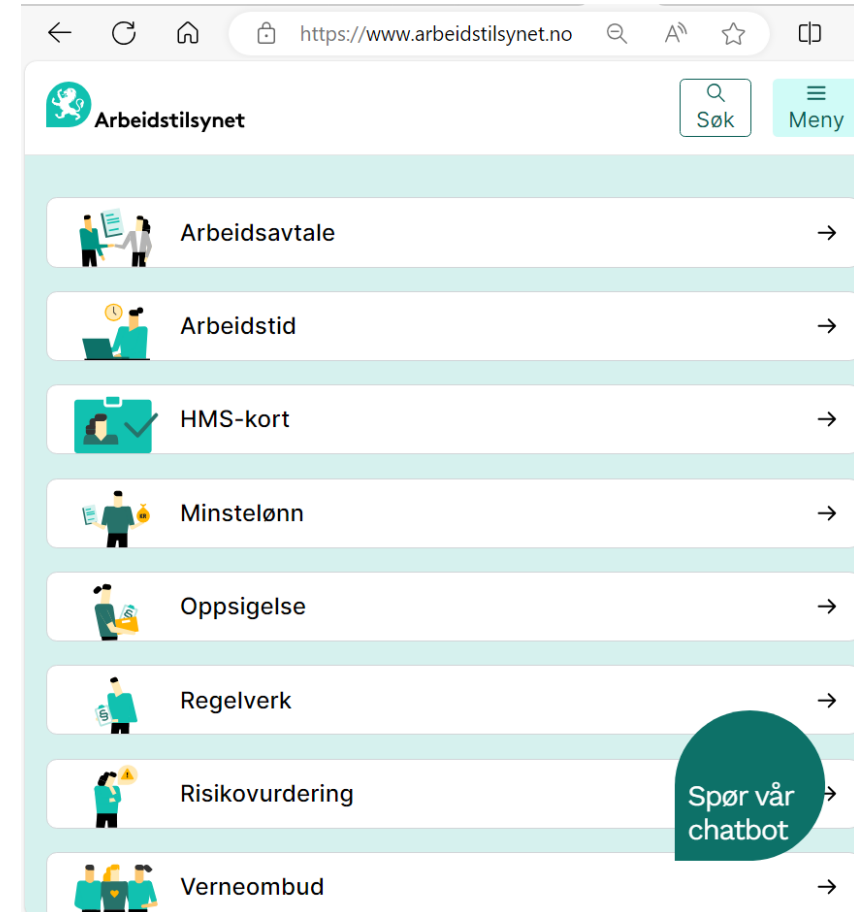 https://www.arbeidstilsynet.no
Arbeidstilsynet
Søk
Meny
Arbeidsavtale
Arbeidstid
HMS-kort
Minstelønn
Oppsigelse
Regelverk
Risikovurdering
Spør vår
chatbot
Verneombud